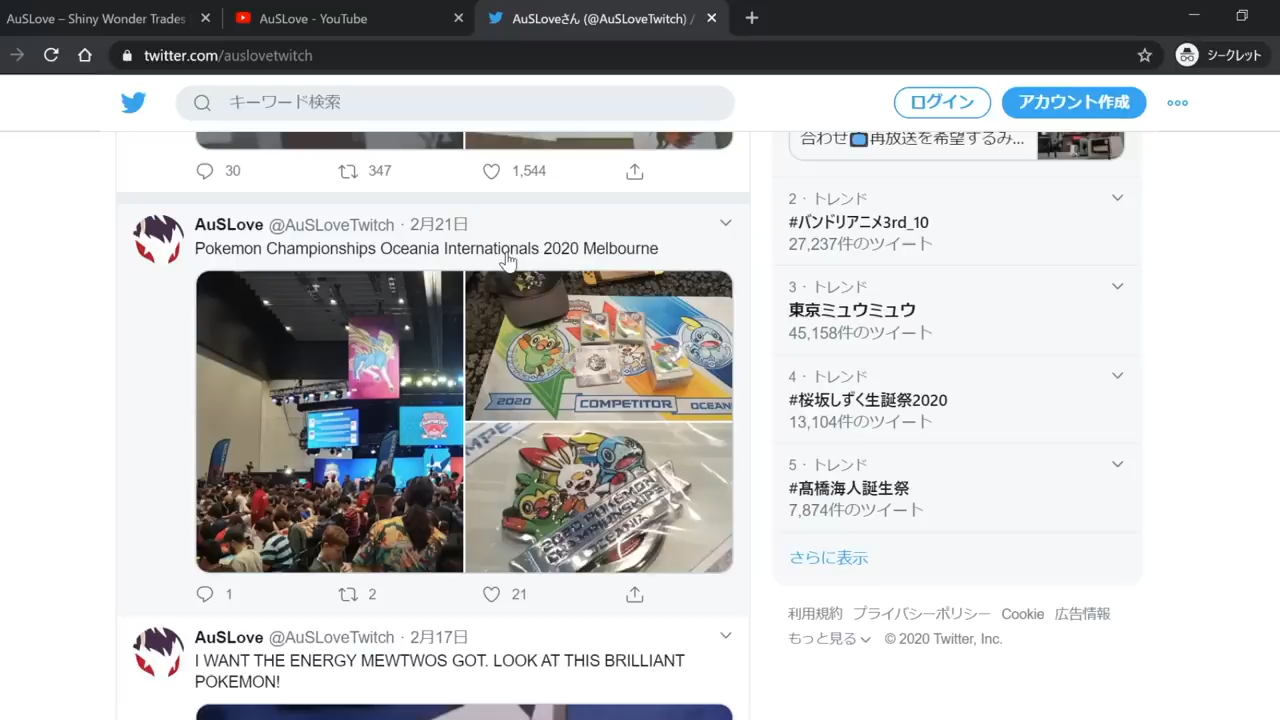 AuSLove – Shiny Wonder Trades
AuSLove - YouTube
AuSLoveさん (@AuSLoveTwitch) /
twitter.com/auslovetwitch
シークレット
キーワード検索
ログイン
アカウント作成
30
347
1,544
AuSLove @AuSLoveTwitch · 2月21日
Pokemon Championships Oceania Internationals 2020 Melbourne
2020
COMPETITOR
OCEAN
2020 POKÉMON
CHAMPIONSHIPS
OCEANIA
1
2
21
AuSLove @AuSLoveTwitch · 2月17日
I WANT THE ENERGY MEWTWOS GOT. LOOK AT THIS BRILLIANT
POKEMON!
合わせ 再放送を希望するみ...
2 · トレンド
#バンドリアニメ3rd_10
27,237件のツイート
3 · トレンド
東京ミュウミュウ
45,158件のツイート
4 · トレンド
#桜坂しずく生誕祭2020
13,104件のツイート
5 · トレンド
#髙橋海人誕生祭
7,874件のツイート
さらに表示
利用規約 プライバシーポリシー Cookie 広告情報
もっと見る © 2020 Twitter, Inc.